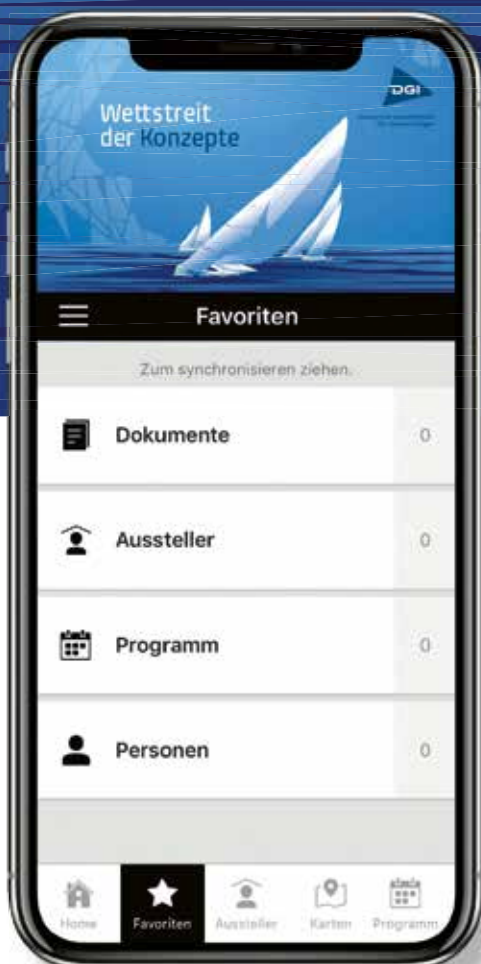 Wettstreit
der Konzepte
DGI
Favoriten
Zum synchronisieren ziehen.
Dokumente 0
Aussteller 0
Programm 0
Personen 0
Home Favoriten Aussteller Karten Programm